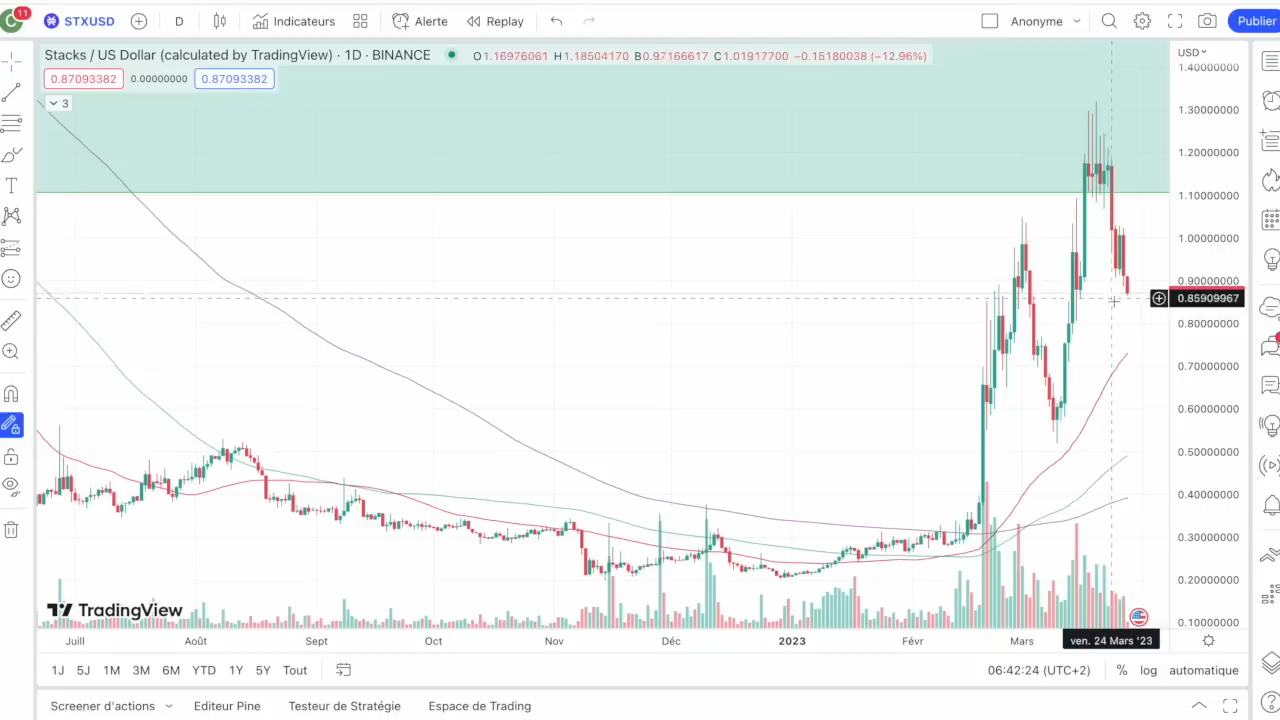 C 11
STXUSD
D
Indicateurs
Alerte
Replay
Anonyme
Publier
Stacks / US Dollar (calculated by TradingView) · 1D · BINANCE
O1.16976061 H1.18504170 B0.97166617 C1.01917700 −0.15180038 (−12.96%)
USD
0.87093382
0.00000000
0.87093382
3
1.40000000
1.30000000
1.20000000
1.10000000
1.00000000
0.90000000
0.85909967
0.80000000
0.70000000
0.60000000
0.50000000
0.40000000
0.30000000
0.20000000
0.10000000
TradingView
Juill
Août
Sept
Oct
Nov
Déc
2023
Févr
Mars
ven. 24 Mars '23
1J
5J
1M
3M
6M
YTD
1Y
5Y
Tout
06:42:24 (UTC+2)
%
log
automatique
Screener d'actions
Editeur Pine
Testeur de Stratégie
Espace de Trading